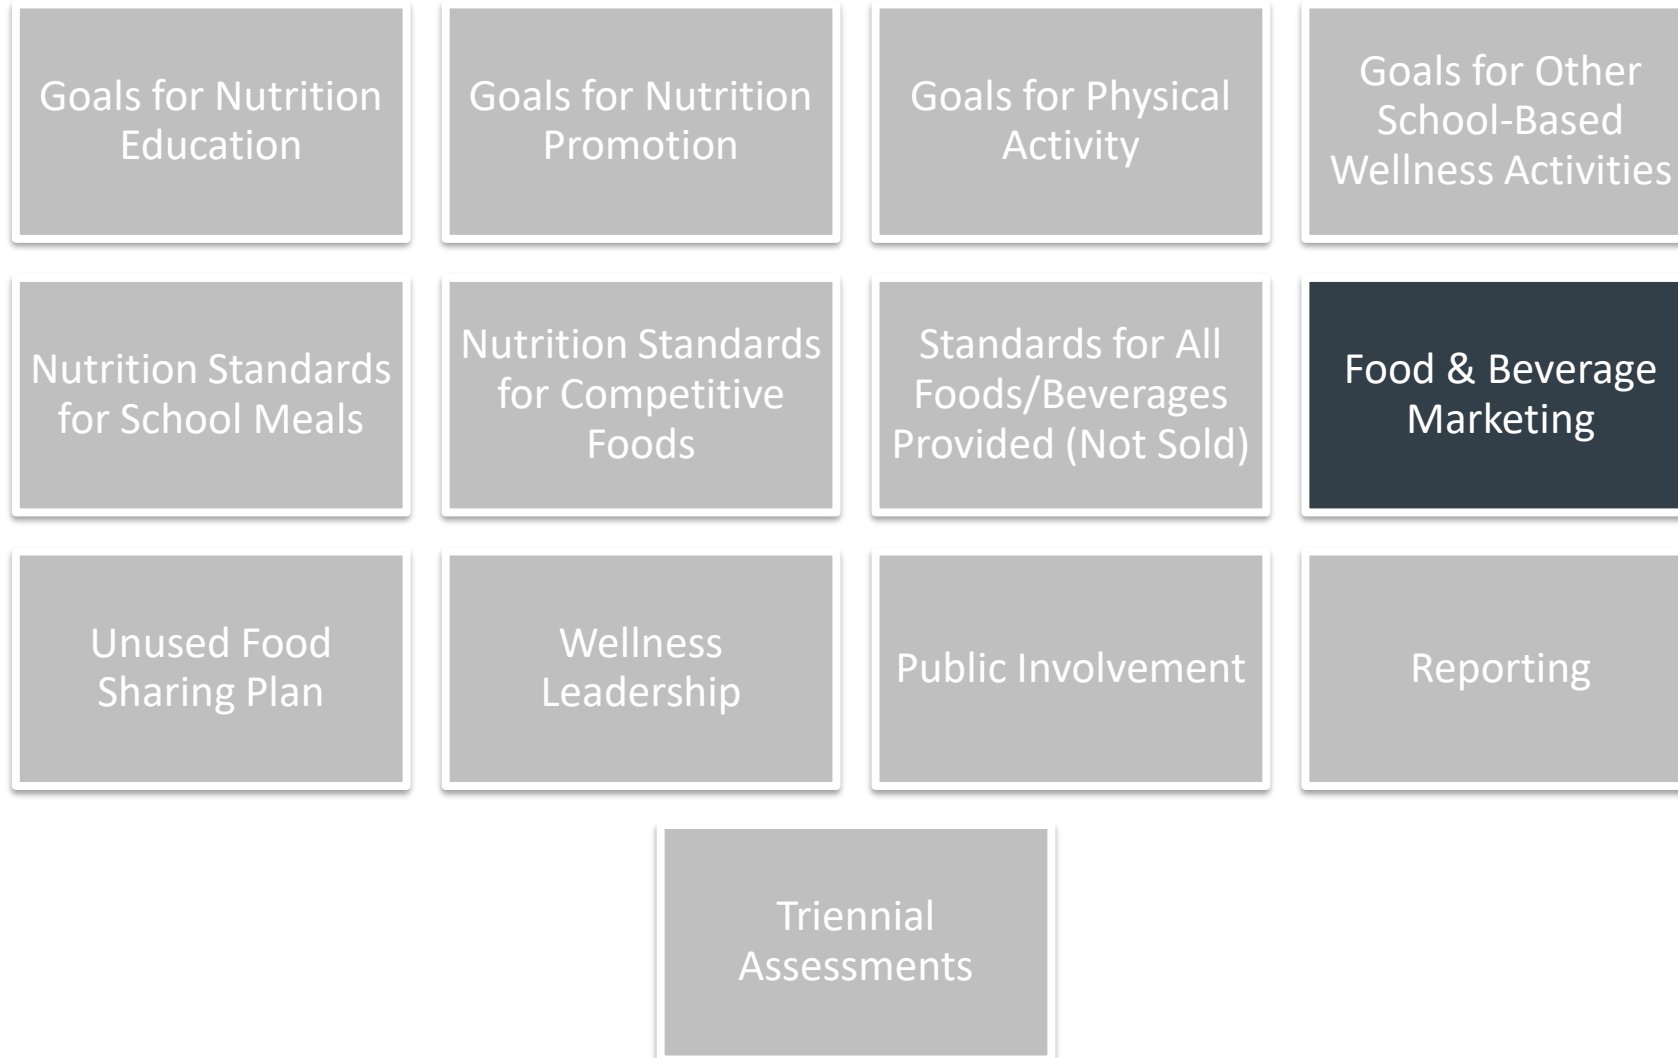 Goals for Nutrition
Education
Goals for Nutrition
Promotion
Goals for Physical
Activity
Goals for Other
School-Based
Wellness Activities
Nutrition Standards
for School Meals
Nutrition Standards
for Competitive
Foods
Standards for All
Foods/Beverages
Provided (Not Sold)
Food & Beverage
Marketing
Unused Food
Sharing Plan
Wellness
Leadership
Public Involvement
Reporting
Triennial
Assessments